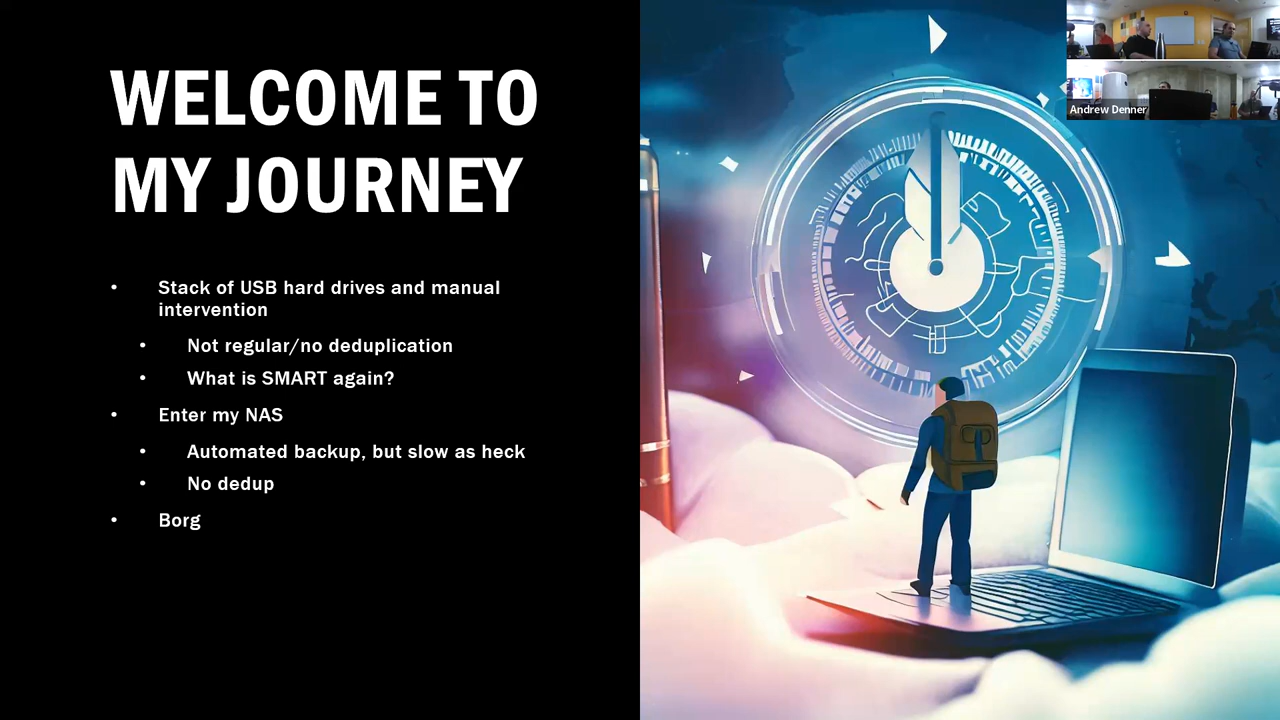 WELCOME TO
MY JOURNEY
• Stack of USB hard drives and manual
intervention
• Not regular/no deduplication
• What is SMART again?
• Enter my NAS
• Automated backup, but slow as heck
• No dedup
• Borg
Andrew Denner